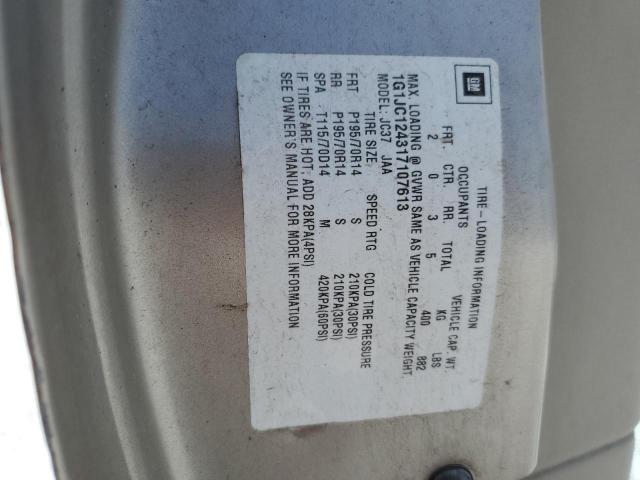 GM
TIRE-LOADING INFORMATION
OCCUPANTS VEHICLE CAP. WT.
FRT. CTR. RR. TOTAL KG LBS
2 0 3 5 400 882
MAX. LOADING @ GVWR SAME AS VEHICLE CAPACITY WEIGHT.
1G1JC124317107613
MODEL: JC37 JAA
TIRE SIZE SPEED RTG COLD TIRE PRESSURE
FRT P195/70R14 S 210KPA(30PSI)
RR P195/70R14 S 210KPA(30PSI)
SPA T115/70D14 M 420KPA(60PSI)
IF TIRES ARE HOT, ADD 28KPA(4PSI)
SEE OWNER'S MANUAL FOR MORE INFORMATION